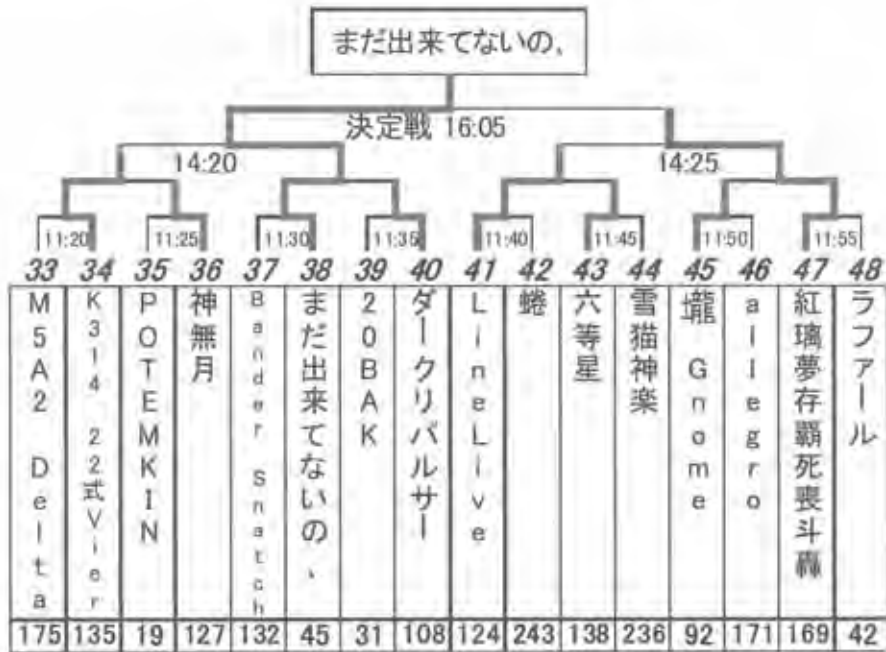 まだ出来てないの、
決定戦 16:05
14:20 14:25
11:20 11:25 11:30 11:35 11:40 11:45 11:50 11:55
33 34 35 36 37 38 39 40 41 42 43 44 45 46 47 48
M5A2 Delta
K314 22式Vier
POTEMKIN
神無月
Bander Snatch
まだ出来てないの、
20BAK
ダークリパルサー
LineLive
蜷
六等星
雪猫神楽
壠 Gnome
allegro
紅璃夢存覇死喪斗轟
ラファール
175 135 19 127 132 45 31 108 124 243 138 236 92 171 169 42